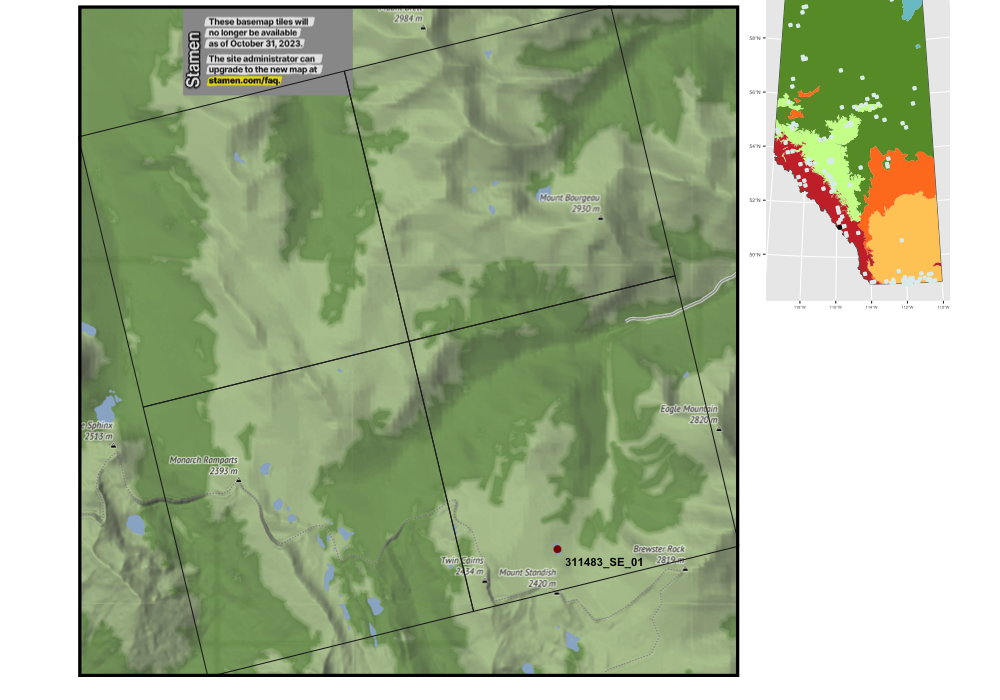 2984 m
Stamen
These basemap tiles will
no longer be available
as of October 31, 2023.
The site administrator can
upgrade to the new map at
stamen.com/faq.
Mount Bourgeau
2930 m
Eagle Mountain
2820 m
e Sphinx
2513 m
Monarch Ramparts
2393 m
Twin Cairns
Mount Standish
2420 m
Brewster Rock
2819 m
311483_SE_01
58°N
56°N
54°N
52°N
50°N
118°W
116°W
114°W
112°W
110°W